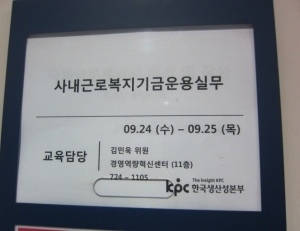 사내근로복지기금운용실무
09.24 (수) – 09.25 (목)
교육담당
김인욱 위원
경영역량혁신센터 (11층)
724 – 1105
The Insight KPC
kpc 한국생산성본부